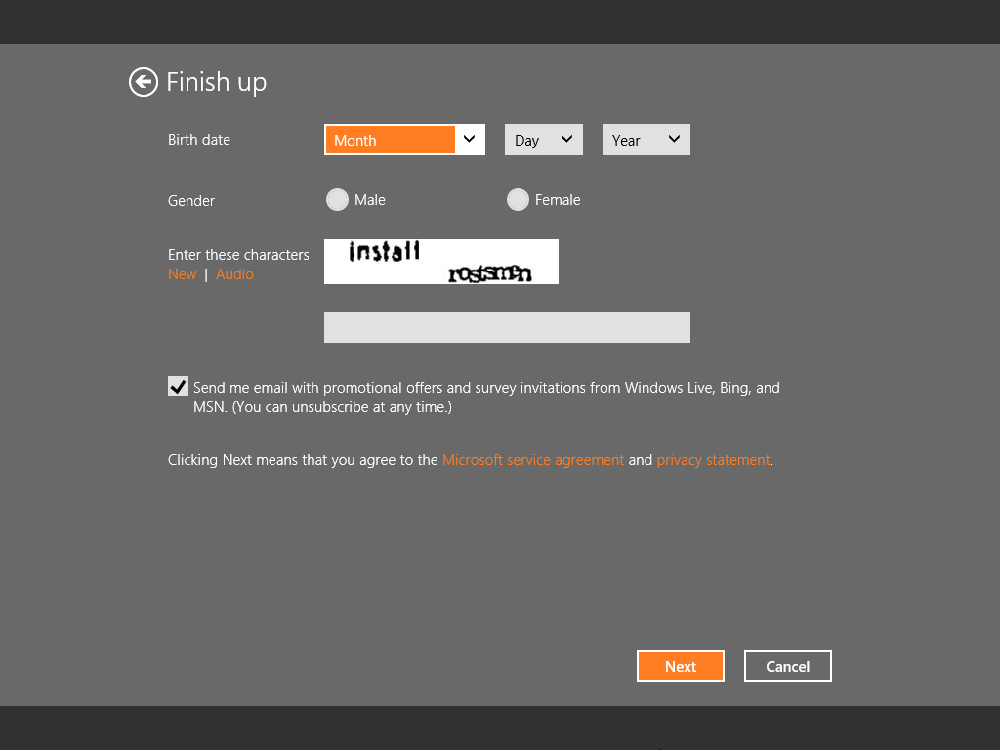 Finish up
Birth date
Month
Day
Year
Gender
Male
Female
Enter these characters
install
New | Audio
Send me email with promotional offers and survey invitations from Windows Live, Bing, and
MSN. (You can unsubscribe at any time.)
Clicking Next means that you agree to the Microsoft service agreement and privacy statement.
Next
Cancel